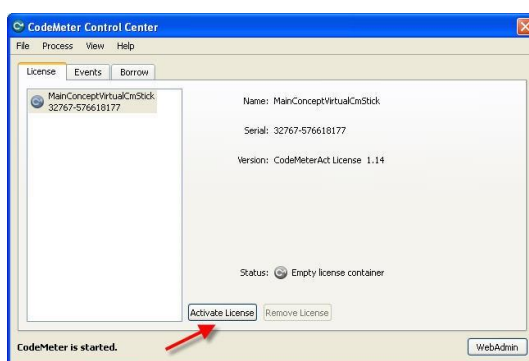 CodeMeter Control Center
File Process View Help
License Events Borrow
MainConceptVirtualCmStick
32767-576618177
Name: MainConceptVirtualCmStick
Serial: 32767-576618177
Version: CodeMeterAct License 1.14
Status: Empty license container
Activate License Remove License
CodeMeter is started. WebAdmin